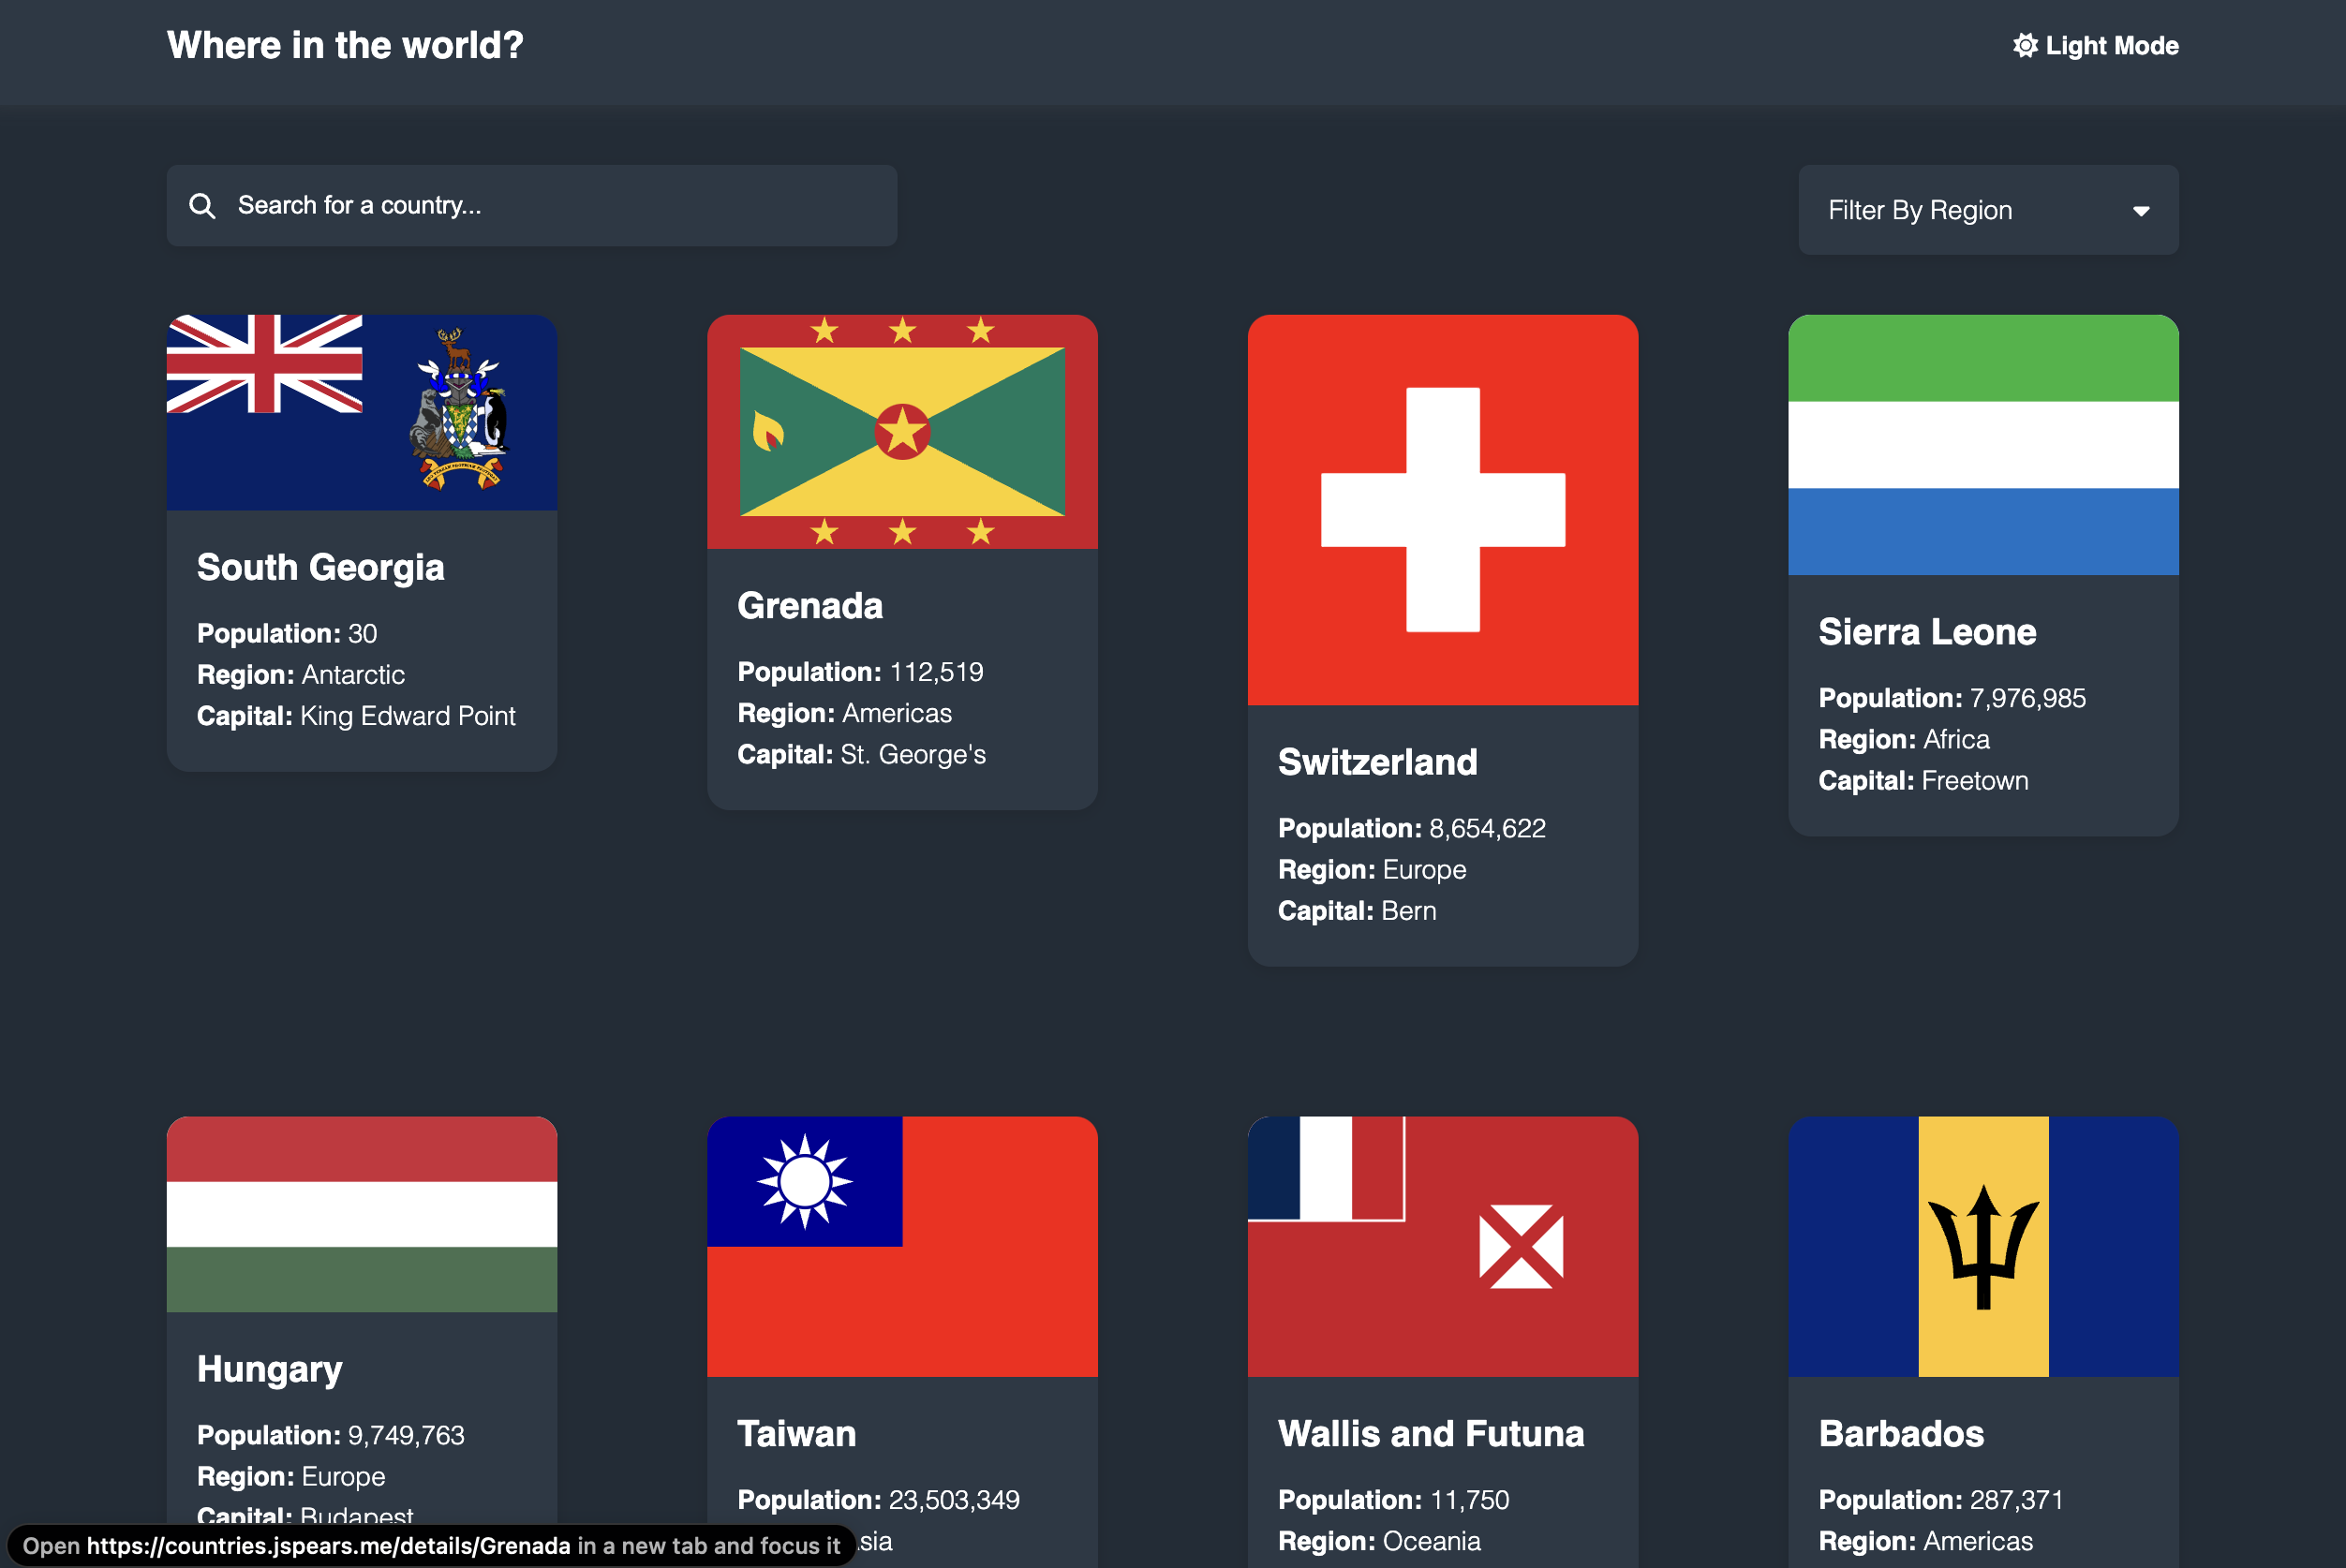 Where in the world?
Light Mode
Search for a country...
Filter By Region
South Georgia
Population: 30
Region: Antarctic
Capital: King Edward Point
Grenada
Population: 112,519
Region: Americas
Capital: St. George's
Switzerland
Population: 8,654,622
Region: Europe
Capital: Bern
Sierra Leone
Population: 7,976,985
Region: Africa
Capital: Freetown
Hungary
Population: 9,749,763
Region: Europe
Capital: Budapest
Taiwan
Population: 23,503,349
sia
Wallis and Futuna
Population: 11,750
Region: Oceania
Barbados
Population: 287,371
Region: Americas
Open https://countries.jspears.me/details/Grenada in a new tab and focus it